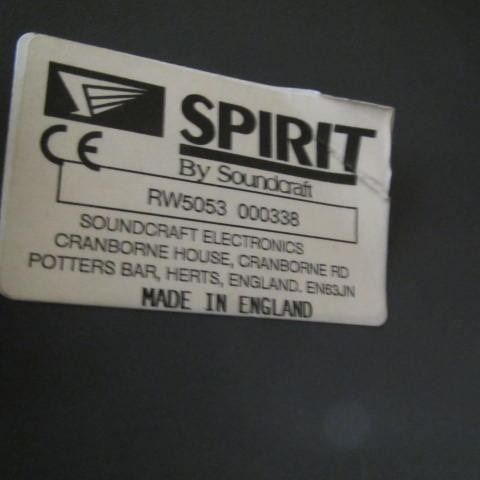 SPIRIT
By Soundcraft
CE
RW5053 000338
SOUNDCRAFT ELECTRONICS
CRANBORNE HOUSE, CRANBORNE RD
POTTERS BAR, HERTS, ENGLAND. EN63JN
MADE IN ENGLAND